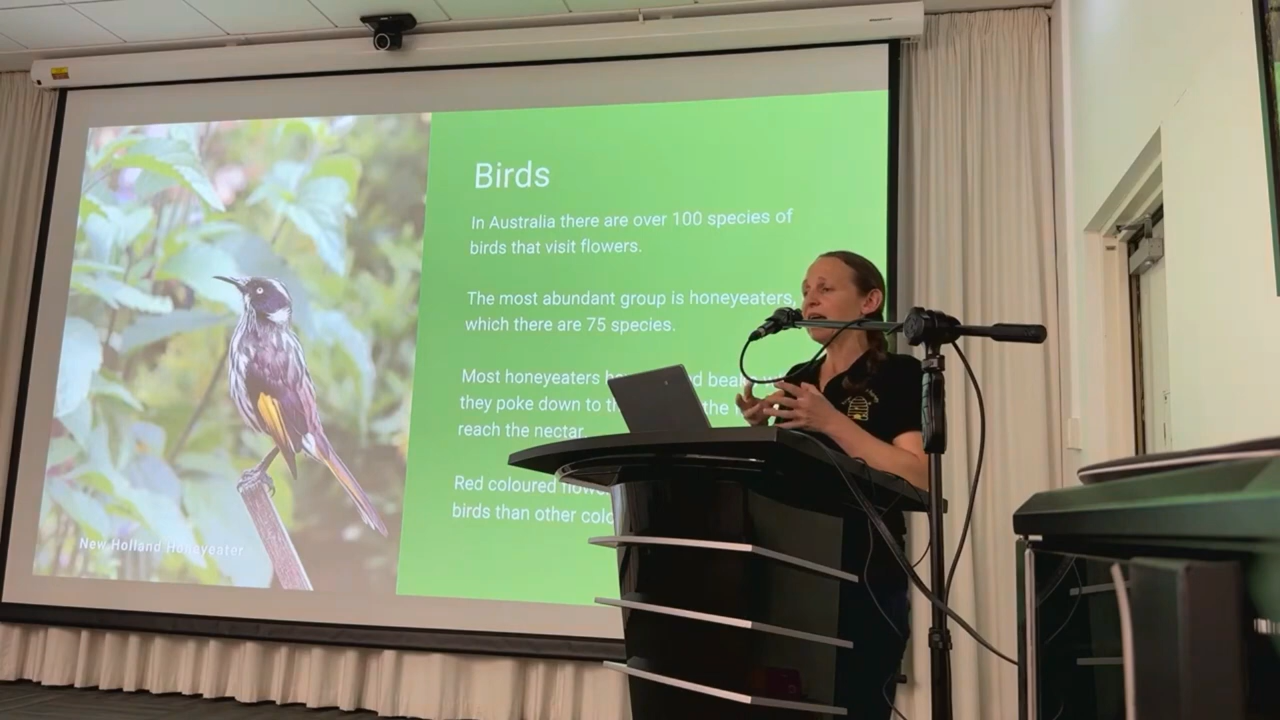 Birds
In Australia there are over 100 species of
birds that visit flowers.
The most abundant group is honeyeaters,
which there are 75 species.
Most honeyeaters
they poke down to the
reach the nectar.
Red coloured
birds than other
New Holland Honeyeater